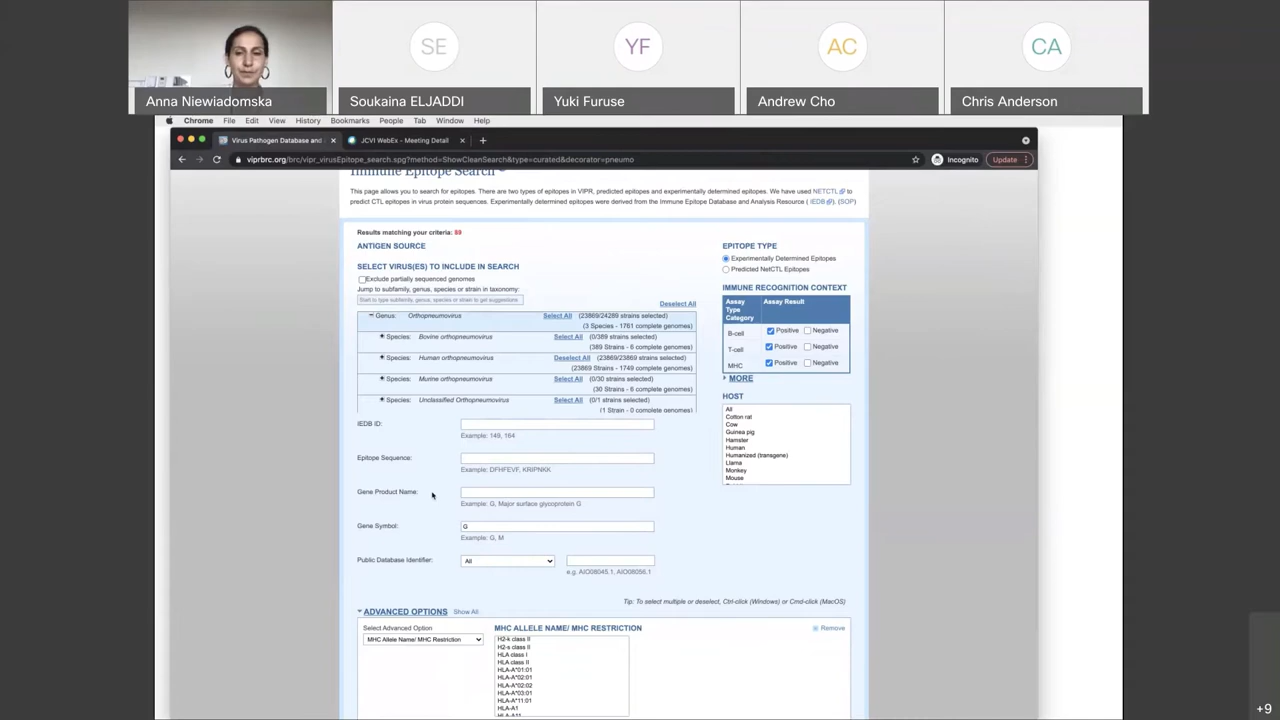 SE
YF
AC
CA
Anna Niewiadomska
Soukaina ELJADDI
Yuki Furuse
Andrew Cho
Chris Anderson
Chrome File Edit View History Bookmarks People Tab Window Help
Virus Pathogen Database and
JCVI WebEx - Meeting Detail
viprbrc.org/brc/vipr_virusEpitope_search.spg?method=ShowCleanSearch&type=curated&decorator=pneumo
Incognito
Update
Immune Epitope Search
This page allows you to search for epitopes. There are two types of epitopes in VIPR, predicted epitopes and experimentally determined epitopes. We have used NETCTL to
predict CTL epitopes in virus protein sequences. Experimentally determined epitopes were derived from the Immune Epitope Database and Analysis Resource ( IEDB ). (SOP)
Results matching your criteria:
ANTIGEN SOURCE
SELECT VIRUS(ES) TO INCLUDE IN SEARCH
Exclude partially sequenced genomes
Jump to subfamily, genus, species or strain in taxonomy:
Start to type subfamily, genus, species or strain to get suggestions.
Deselect All
Genus: Orthopneumovirus Select All (23869/24289 strains selected)
(3 Species - 1761 complete genomes)
Species: Bovine orthopneumovirus Select All (0/389 strains selected)
(389 Strains - 6 complete genomes)
Species: Human orthopneumovirus Deselect All (23869/23869 strains selected)
(23869 Strains - 1749 complete genomes)
Species: Murine orthopneumovirus Select All (0/30 strains selected)
(30 Strains - 6 complete genomes)
Species: Unclassified Orthopneumovirus Select All (0/1 strains selected)
(1 Strain - 0 complete genomes)
IEDB ID:
Example: 149, 164
Epitope Sequence:
Example: DFHFEVF, KRIPNKK
Gene Product Name:
Example: G, Major surface glycoprotein G
Gene Symbol:
G
Example: G, M
Public Database Identifier:
All
e.g. AIO08045.1, AIO08056.1
EPITOPE TYPE
Experimentally Determined Epitopes
Predicted NetCTL Epitopes
IMMUNE RECOGNITION CONTEXT
Assay Type Category
Assay Result
B-cell Positive Negative
T-cell Positive Negative
MHC Positive Negative
MORE
HOST
All
Cotton rat
Cow
Guinea pig
Hamster
Human
Humanized (transgene)
Llama
Monkey
Mouse
Tip: To select multiple or deselect, Ctrl-click (Windows) or Cmd-click (MacOS)
ADVANCED OPTIONS Show All
Select Advanced Option
MHC Allele Name/ MHC Restriction
MHC ALLELE NAME/ MHC RESTRICTION
Remove
H2-k class II
H2-s class II
HLA class I
HLA class II
HLA-A*01:01
HLA-A*02:01
HLA-A*02:02
HLA-A*03:01
HLA-A*11:01
HLA-A1
HLA-A11
+9